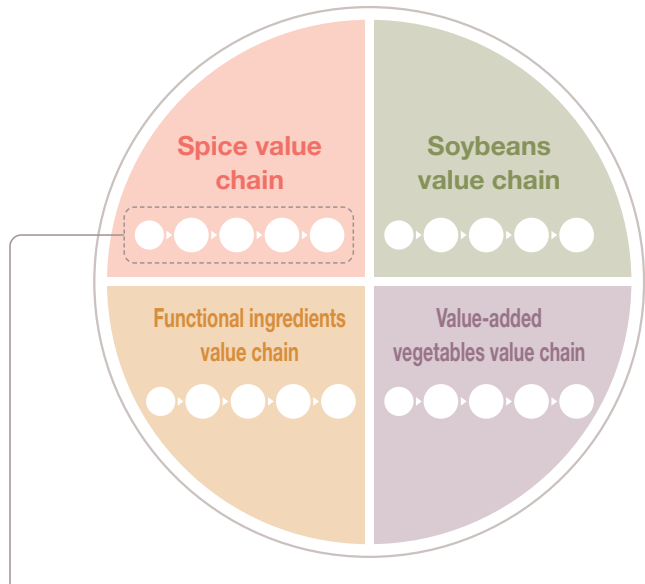 Spice value
chain
Soybeans
value chain
Functional ingredients
value chain
Value-added
vegetables value chain